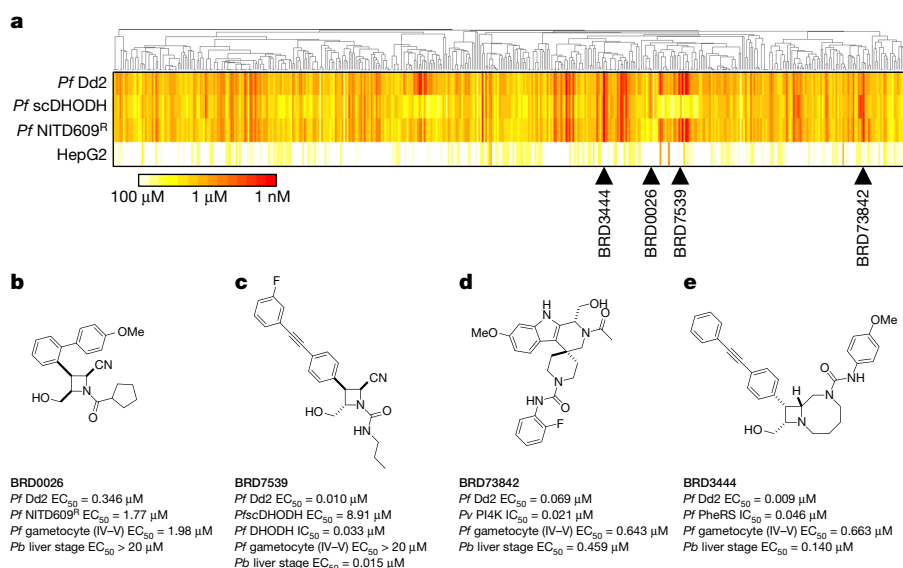 a
Pf Dd2
Pf scDHODH
Pf NITD609ᴿ
HepG2
100 μM 1 μM 1 nM
BRD3444
BRD0026
BRD7539
BRD73842
b
OMe
CN
HO
N
O
BRD0026
Pf Dd2 EC₅₀ = 0.346 μM
Pf NITD609ᴿ EC₅₀ = 1.77 μM
Pf gametocyte (IV–V) EC₅₀ = 1.98 μM
Pb liver stage EC₅₀ > 20 μM
c
F
CN
HO
N
O
HN
BRD7539
Pf Dd2 EC₅₀ = 0.010 μM
PfscDHODH EC₅₀ = 8.91 μM
Pf DHODH IC₅₀ = 0.033 μM
Pf gametocyte (IV–V) EC₅₀ > 20 μM
Pb liver stage EC₅₀ = 0.015 μM
d
H
N
OH
O
MeO
N
N
HN
O
F
BRD73842
Pf Dd2 EC₅₀ = 0.069 μM
Pv PI4K IC₅₀ = 0.021 μM
Pf gametocyte (IV–V) EC₅₀ = 0.643 μM
Pb liver stage EC₅₀ = 0.459 μM
e
OMe
O
NH
H
N
HO
N
BRD3444
Pf Dd2 EC₅₀ = 0.009 μM
Pf PheRS IC₅₀ = 0.046 μM
Pf gametocyte (IV–V) EC₅₀ = 0.663 μM
Pb liver stage EC₅₀ = 0.140 μM